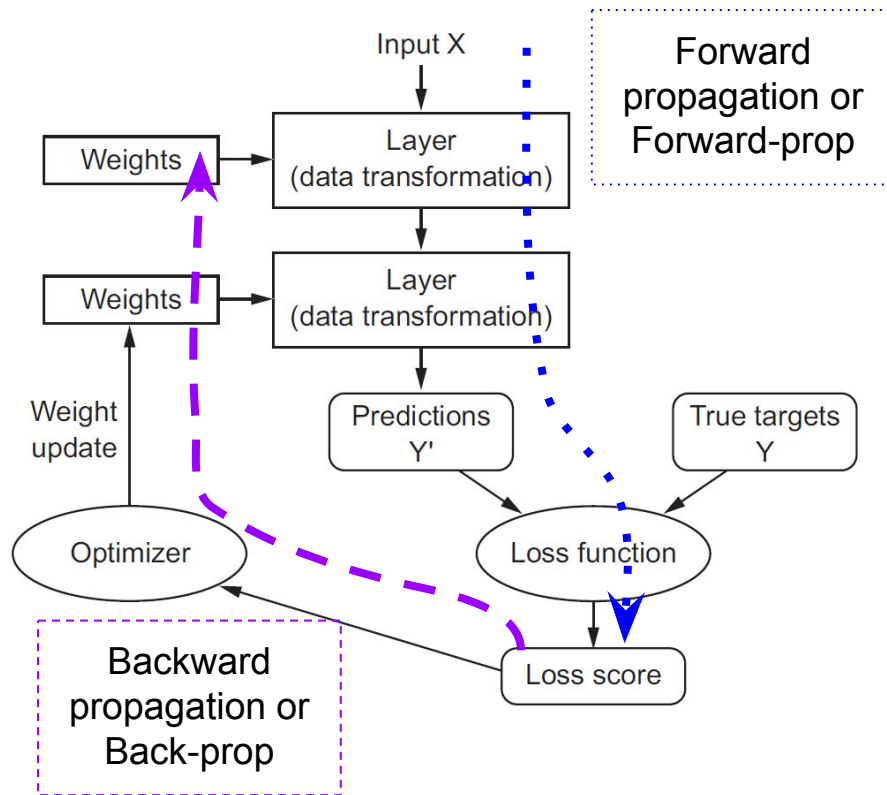 Input X
Forward
propagation or
Forward-prop
Weights
Layer
(data transformation)
Weights
Layer
(data transformation)
Weight
update
Predictions
Y'
True targets
Y
Optimizer
Loss function
Backward
propagation or
Back-prop
Loss score